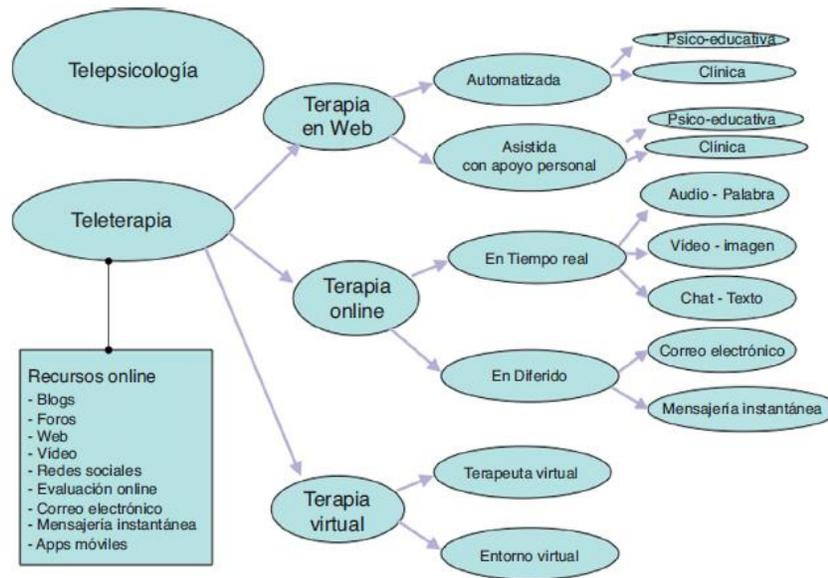 Telepsicología
Teleterapia
Recursos online
- Blogs
- Foros
- Web
- Vídeo
- Redes sociales
- Evaluación online
- Correo electrónico
- Mensajería instantánea
- Apps móviles
Terapia
en Web
Automatizada
Psico-educativa
Clínica
Asistida
con apoyo personal
Psico-educativa
Clínica
Terapia
online
En Tiempo real
Audio - Palabra
Vídeo - imagen
Chat - Texto
En Diferido
Correo electrónico
Mensajería instantánea
Terapia
virtual
Terapeuta virtual
Entorno virtual